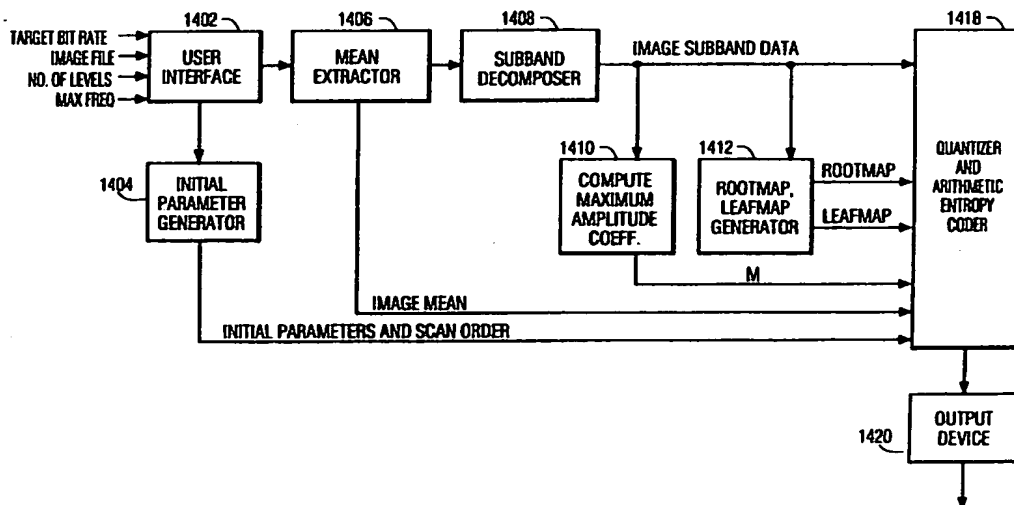 1402
1406
1408
1418
TARGET BIT RATE
IMAGE FILE
NO. OF LEVELS
MAX FREQ
USER
INTERFACE
MEAN
EXTRACTOR
SUBBAND
DECOMPOSER
IMAGE SUBBAND DATA
1404
INITIAL
PARAMETER
GENERATOR
1410
COMPUTE
MAXIMUM
AMPLITUDE
COEFF.
1412
ROOTMAP,
LEAFMAP
GENERATOR
ROOTMAP
LEAFMAP
QUANTIZER
AND
ARITHMETIC
ENTROPY
CODER
M
IMAGE MEAN
INITIAL PARAMETERS AND SCAN ORDER
1420
OUTPUT
DEVICE